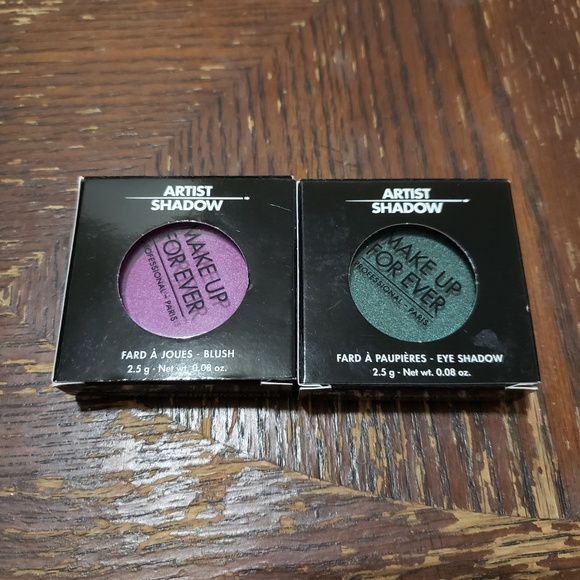 ARTIST
SHADOW
MAKE UP
FOR EVER
PROFESSIONAL - PARIS
FARD À JOUES - BLUSH
2.5 g - Net wt. 0.08 oz.
ARTIST
SHADOW
MAKE UP
FOR EVER
PROFESSIONAL - PARIS
FARD À PAUPIÈRES - EYE SHADOW
2.5 g - Net wt. 0.08 oz.